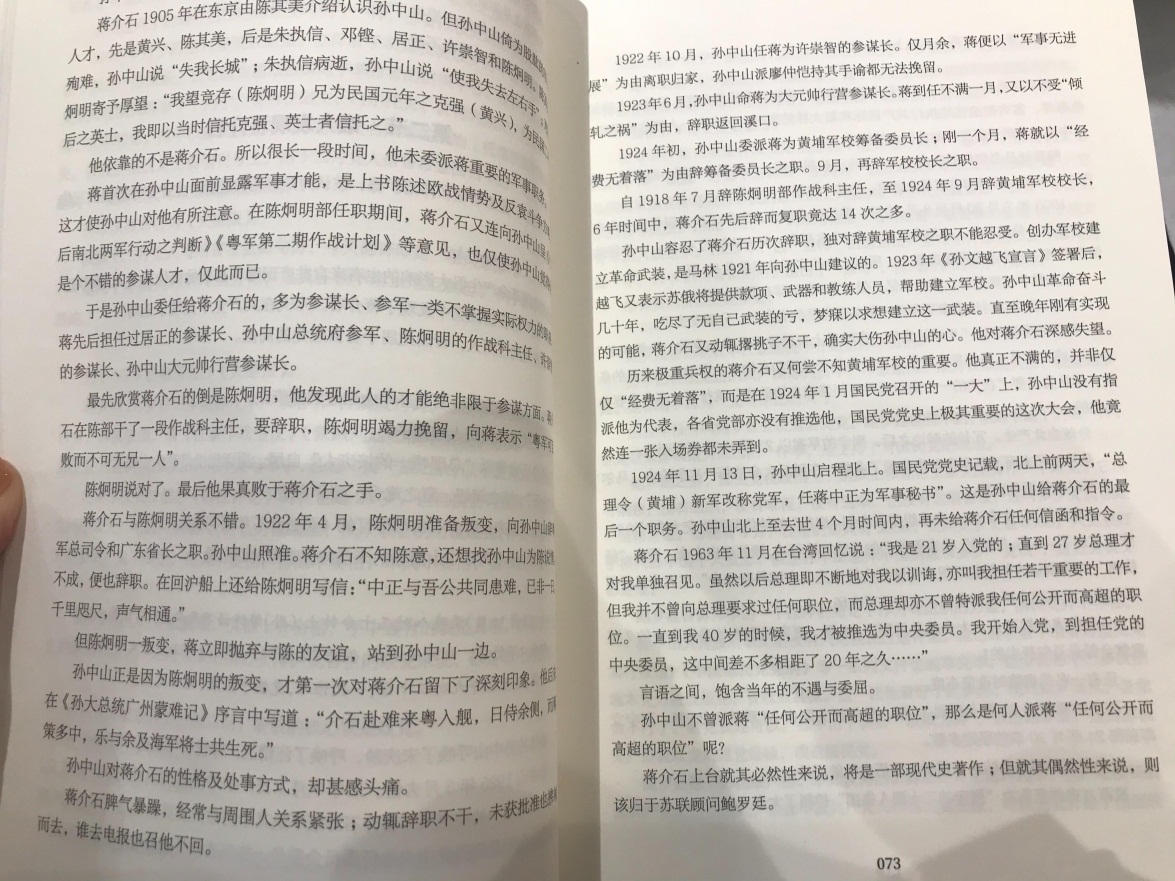 蒋介石 1905 年在东京由陈其美介绍认识孙中山。但孙中山倚为股肱的
人才，先是黄兴、陈其美，后是朱执信、邓铿、居正、许崇智和陈炯明。
殉难，孙中山说“失我长城”；朱执信病逝，孙中山说“使我失去左右手”
炯明寄予厚望：“我望竞存（陈炯明）兄为民国元年之克强（黄兴），为民
后之英士，我即以当时信托克强、英士者信托之。”
他依靠的不是蒋介石。所以很长一段时间，他未委派蒋重要的军事职务。
蒋首次在孙中山面前显露军事才能，是上书陈述欧战情势及反袁斗争
这才使孙中山对他有所注意。在陈炯明部任职期间，蒋介石又连向孙中山
后南北两军行动之判断》《粤军第二期作战计划》等意见，也仅使孙中山觉
是个不错的参谋人才，仅此而已。
于是孙中山委任给蒋介石的，多为参谋长、参军一类不掌握实际权力的
蒋先后担任过居正的参谋长、孙中山总统府参军、陈炯明的作战科主任、许
的参谋长、孙中山大元帅行营参谋长。
最先欣赏蒋介石的倒是陈炯明，他发现此人的才能绝非限于参谋方面。
石在陈部干了一段作战科主任，要辞职，陈炯明竭力挽留，向蒋表示“粤军可
败而不可无兄一人”。
陈炯明说对了。最后他果真败于蒋介石之手。
蒋介石与陈炯明关系不错。1922 年 4 月，陈炯明准备叛变，向孙中山
军总司令和广东省长之职。孙中山照准。蒋介石不知陈意，还想找孙中山为陈说
不成，便也辞职。在回沪船上还给陈炯明写信：“中正与吾公共同患难，已非一日
千里咫尺，声气相通。”
但陈炯明一叛变，蒋立即抛弃与陈的友谊，站到孙中山一边。
孙中山正是因为陈炯明的叛变，才第一次对蒋介石留下了深刻印象。他后
在《孙大总统广州蒙难记》序言中写道：“介石赴难来粤入舰，日侍余侧，而
策多中，乐与余及海军将士共生死。”
孙中山对蒋介石的性格及处事方式，却甚感头痛。
蒋介石脾气暴躁，经常与周围人关系紧张；动辄辞职不干，未获批准也
而去，谁去电报也召他不回。
1922 年 10 月，孙中山任蒋为许崇智的参谋长。仅月余，蒋便以“军事无进
展”为由离职归家，孙中山派廖仲恺持其手谕都无法挽留。
1923 年 6 月，孙中山命蒋为大元帅行营参谋长。蒋到任不满一月，又以不受“倾
轧之祸”为由，辞职返回溪口。
1924 年初，孙中山委派蒋为黄埔军校筹备委员长；刚一个月，蒋就以“经
费无着落”为由辞筹备委员长之职。9月，再辞军校校长之职。
自 1918 年 7 月辞陈炯明部作战科主任，至 1924 年 9 月辞黄埔军校校长，
6 年时间中，蒋介石先后辞而复职竟达 14 次之多。
孙中山容忍了蒋介石历次辞职，独对辞黄埔军校之职不能忍受。创办军校建
立革命武装，是马林 1921 年向孙中山建议的。1923 年《孙文越飞宣言》签署后，
越飞又表示苏俄将提供款项、武器和教练人员，帮助建立军校。孙中山革命奋斗
几十年，吃尽了无自己武装的亏，梦寐以求想建立这一武装。直至晚年刚有实现
的可能，蒋介石又动辄撂挑子不干，确实大伤孙中山的心。他对蒋介石深感失望。
历来极重兵权的蒋介石又何尝不知黄埔军校的重要。他真正不满的，并非仅
仅“经费无着落”，而是在 1924 年 1 月国民党召开的“一大”上，孙中山没有指
派他为代表，各省党部亦没有推选他，国民党党史上极其重要的这次大会，他竟
然连一张入场券都未弄到。
1924 年 11 月 13 日，孙中山启程北上。国民党党史记载，北上前两天，“总
理令（黄埔）新军改称党军，任蒋中正为军事秘书”。这是孙中山给蒋介石的最
后一个职务。孙中山北上至去世 4 个月时间内，再未给蒋介石任何信函和指令。
蒋介石 1963 年 11 月在台湾回忆说：“我是 21 岁入党的；直到 27 岁总理才
对我单独召见。虽然以后总理即不断地对我以训诲，亦叫我担任若干重要的工作，
但我并不曾向总理要求过任何职位，而总理却亦不曾特派我任何公开而高超的职
位。一直到我 40 岁的时候，我才被推选为中央委员。我开始入党，到担任党的
中央委员，这中间差不多相距了 20 年之久……”
言语之间，饱含当年的不遇与委屈。
孙中山不曾派蒋“任何公开而高超的职位”，那么是何人派蒋“任何公开而
高超的职位”呢？
蒋介石上台就其必然性来说，将是一部现代史著作；但就其偶然性来说，则
该归于苏联顾问鲍罗廷。
073